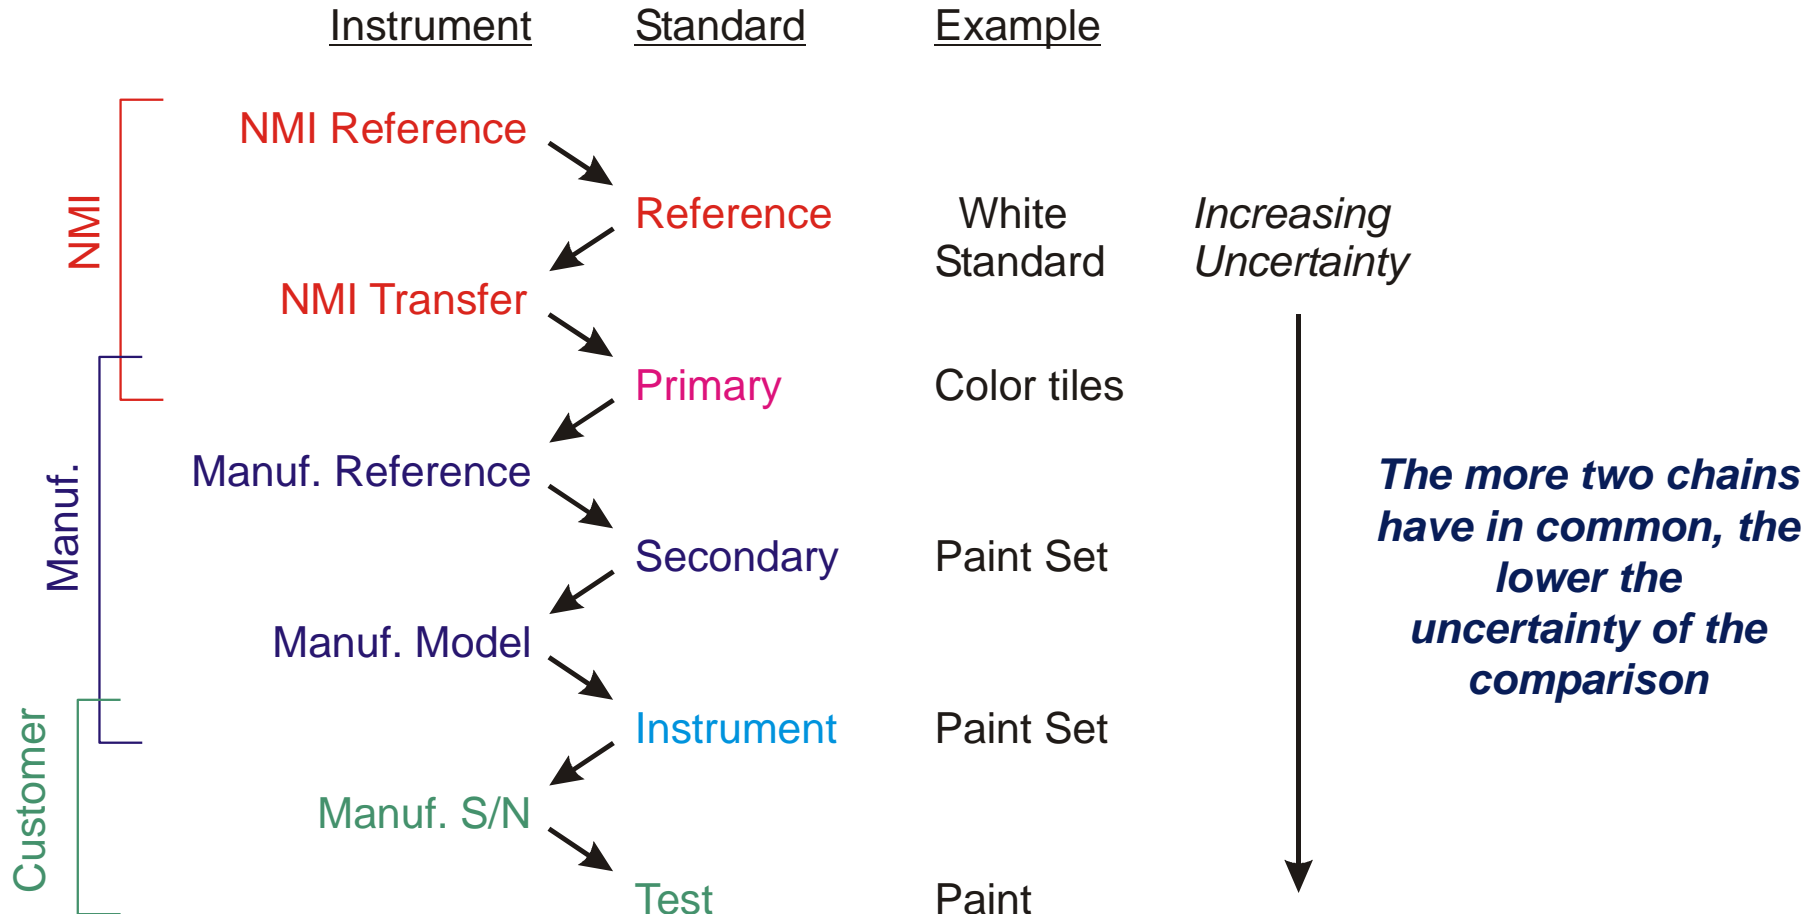 Instrument Standard Example
NMI Reference
Reference White Increasing
Standard Uncertainty
NMI Transfer
Primary Color tiles
Manuf. Reference
Secondary Paint Set
Manuf. Model
Instrument Paint Set
Manuf. S/N
Test Paint
NMI
Manuf.
Customer
The more two chains
have in common, the
lower the
uncertainty of the
comparison